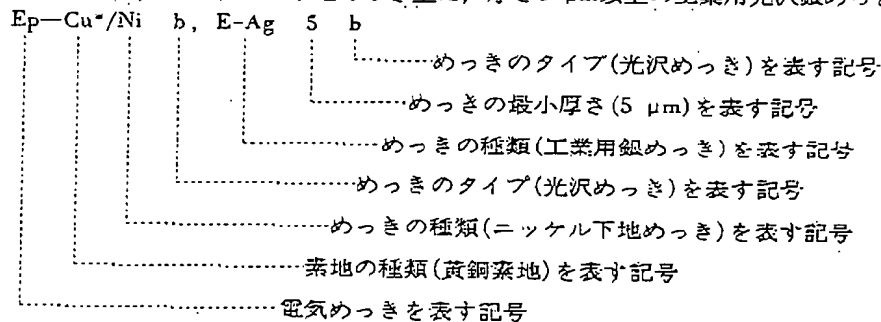 Ep—Cu*/Ni b, E-Ag 5 b
めっきのタイプ(光沢めっき)を表す記号
めっきの最小厚さ(5 μm)を表す記号
めっきの種類(工業用銀めっき)を表す記号
めっきのタイプ(光沢めっき)を表す記号
めっきの種類(ニッケル下地めっき)を表す記号
素地の種類(黄銅素地)を表す記号
電気めっきを表す記号